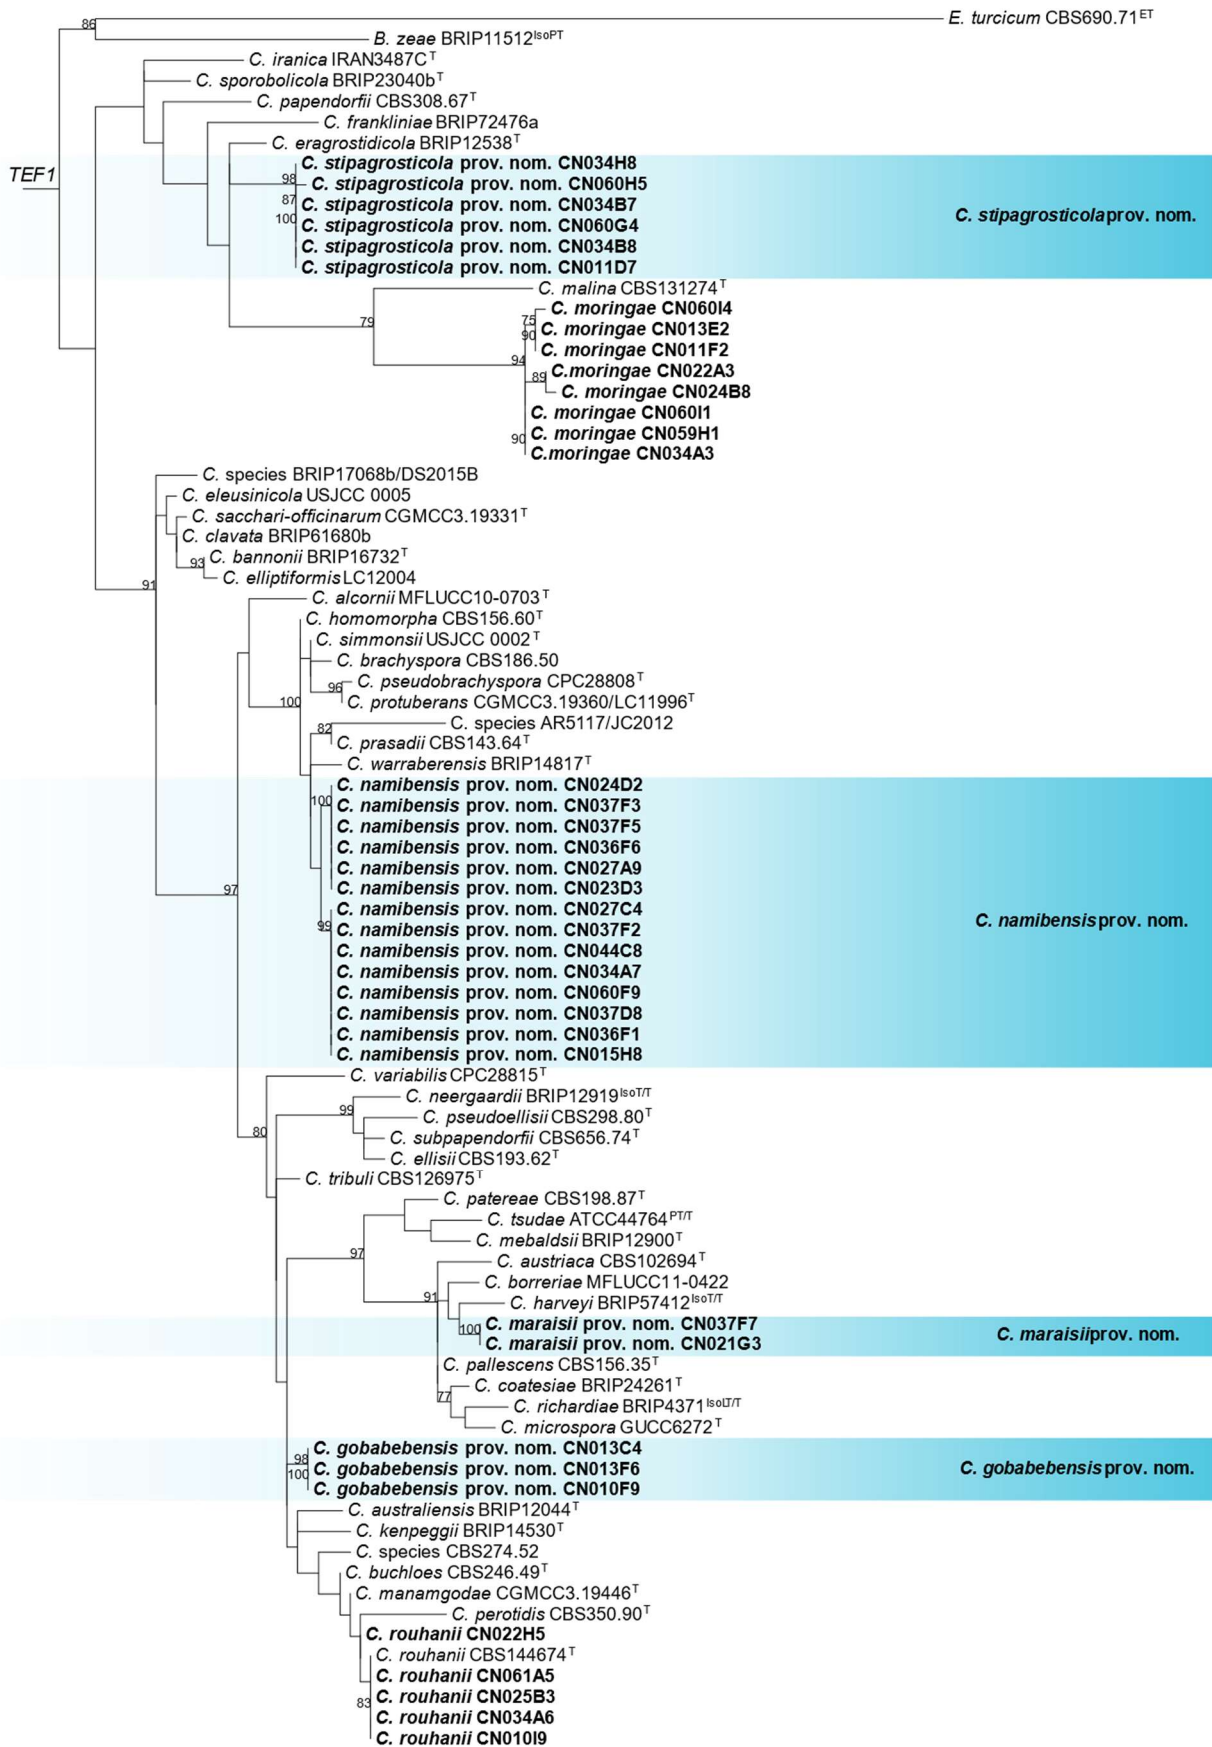 86
E. turcicum CBS690.71ET
B. zeae BRIP11512IsoPT
C. iranica IRAN3487CT
C. sporobolicola BRIP23040bT
C. papendorfii CBS308.67T
C. frankliniae BRIP72476a
C. eragrostidicola BRIP12538T
C. stipagrosticola prov. nom. CN034H8
TEF1
98
C. stipagrosticola prov. nom. CN060H5
87
C. stipagrosticola prov. nom. CN034B7
C. stipagrosticola prov. nom.
100
C. stipagrosticola prov. nom. CN060G4
C. stipagrosticola prov. nom. CN034B8
C. stipagrosticola prov. nom. CN011D7
C. malina CBS131274T
C. moringae CN060I4
79
75
C. moringae CN013E2
90
C. moringae CN011F2
94
C.moringae CN022A3
89
C. moringae CN024B8
C. moringae CN060I1
C. moringae CN059H1
90
C.moringae CN034A3
C. species BRIP17068b/DS2015B
C. eleusinicola USJCC 0005
C. sacchari-officinarum CGMCC3.19331T
C. clavata BRIP61680b
93
C. bannonii BRIP16732T
C. elliptiformis LC12004
91
C. alcornii MFLUCC10-0703T
C. homomorpha CBS156.60T
C. simmonsii USJCC 0002T
C. brachyspora CBS186.50
C. pseudobrachyspora CPC28808T
96
C. protuberans CGMCC3.19360/LC11996T
100
C. species AR5117/JC2012
82
C. prasadii CBS143.64T
C. warraberensis BRIP14817T
C. namibensis prov. nom. CN024D2
100
C. namibensis prov. nom. CN037F3
C. namibensis prov. nom. CN037F5
C. namibensis prov. nom. CN036F6
C. namibensis prov. nom. CN027A9
97
C. namibensis prov. nom. CN023D3
C. namibensis prov. nom. CN027C4
C. namibensis prov. nom.
99
C. namibensis prov. nom. CN037F2
C. namibensis prov. nom. CN044C8
C. namibensis prov. nom. CN034A7
C. namibensis prov. nom. CN060F9
C. namibensis prov. nom. CN037D8
C. namibensis prov. nom. CN036F1
C. namibensis prov. nom. CN015H8
C. variabilis CPC28815T
C. neergaardii BRIP12919IsoT/T
99
C. pseudoellisii CBS298.80T
80
C. subpapendorfii CBS656.74T
C. ellisii CBS193.62T
C. tribuli CBS126975T
C. patereae CBS198.87T
C. tsudae ATCC44764PT/T
C. mebaldsii BRIP12900T
97
C. austriaca CBS102694T
C. borreriae MFLUCC11-0422
91
C. harveyi BRIP57412IsoT/T
C. maraisii prov. nom. CN037F7
100
C. maraisii prov. nom.
C. maraisii prov. nom. CN021G3
C. pallescens CBS156.35T
C. coatesiae BRIP24261T
77
C. richardiae BRIP4371IsoLT/T
C. microspora GUCC6272T
C. gobabebensis prov. nom. CN013C4
98
C. gobabebensis prov. nom. CN013F6
C. gobabebensis prov. nom.
100
C. gobabebensis prov. nom. CN010F9
C. australiensis BRIP12044T
C. kenpeggii BRIP14530T
C. species CBS274.52
C. buchloes CBS246.49T
C. manamgodae CGMCC3.19446T
C. perotidis CBS350.90T
C. rouhanii CN022H5
C. rouhanii CBS144674T
C. rouhanii CN061A5
C. rouhanii CN025B3
83
C. rouhanii CN034A6
C. rouhanii CN010I9